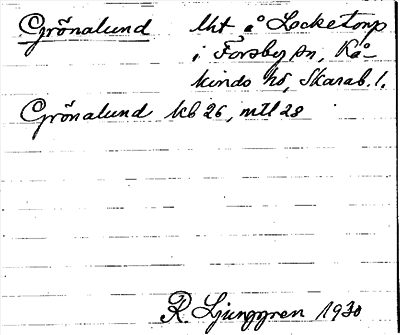 Grönalund lht å Locketorp
i Forsby sn, Kå-
kinds hd, Skarab. l.
Grönalund kb 26, mtl 28
R. Ljunggren 1930